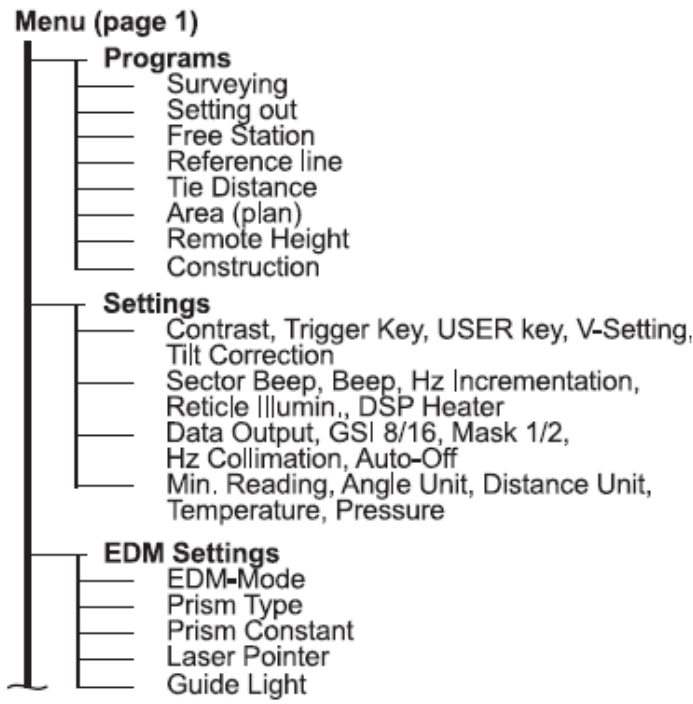 Menu (page 1)
Programs
Surveying
Setting out
Free Station
Reference line
Tie Distance
Area (plan)
Remote Height
Construction
Settings
Contrast, Trigger Key, USER key, V-Setting,
Tilt Correction
Sector Beep, Beep, Hz Incrementation,
Reticle Illumin., DSP Heater
Data Output, GSI 8/16, Mask 1/2,
Hz Collimation, Auto-Off
Min. Reading, Angle Unit, Distance Unit,
Temperature, Pressure
EDM Settings
EDM-Mode
Prism Type
Prism Constant
Laser Pointer
Guide Light